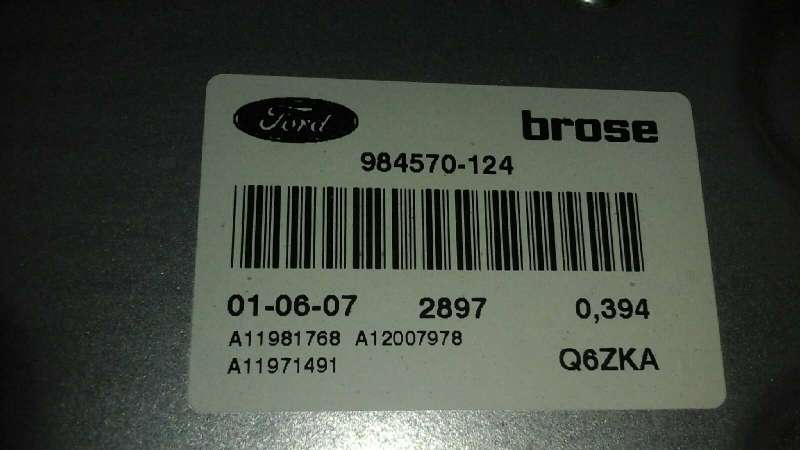 Ford brose
984570-124
01-06-07 2897 0,394
A11981768 A12007978
A11971491 Q6ZKA